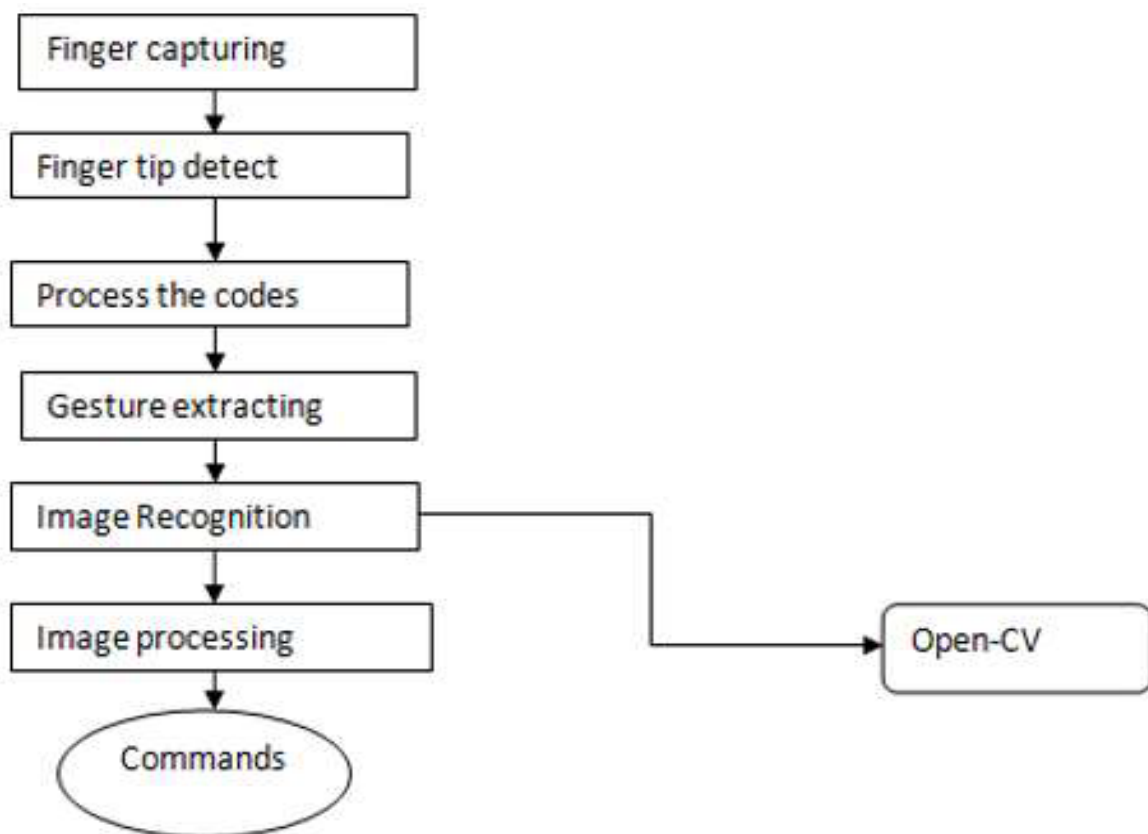 Finger capturing
Finger tip detect
Process the codes
Gesture extracting
Image Recognition
Image processing
Open-CV
Commands